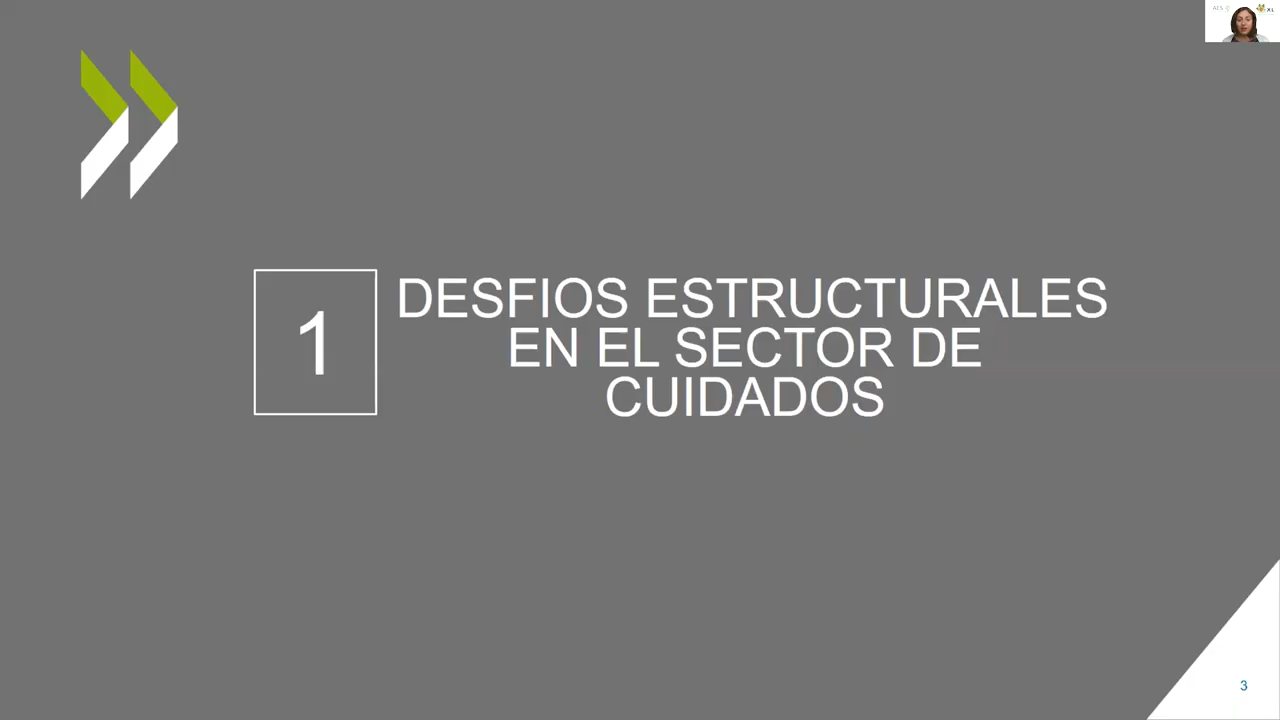 1
DESFIOS ESTRUCTURALES
EN EL SECTOR DE
CUIDADOS
3